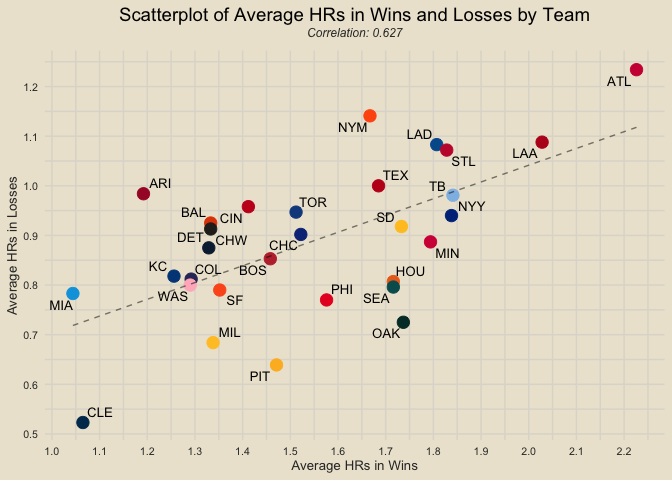 Scatterplot of Average HRs in Wins and Losses by Team
Correlation: 0.627
Average HRs in Losses
1.2
1.1
1.0
0.9
0.8
0.7
0.6
0.5
ATL
NYM
LAD
STL
LAA
TEX
ARI
TB
NYY
TOR
BAL
CIN
SD
DET
CHW
CHC
MIN
BOS
KC
COL
HOU
WAS
SF
SEA
PHI
MIA
MIL
OAK
PIT
CLE
1.0 1.1 1.2 1.3 1.4 1.5 1.6 1.7 1.8 1.9 2.0 2.1 2.2
Average HRs in Wins